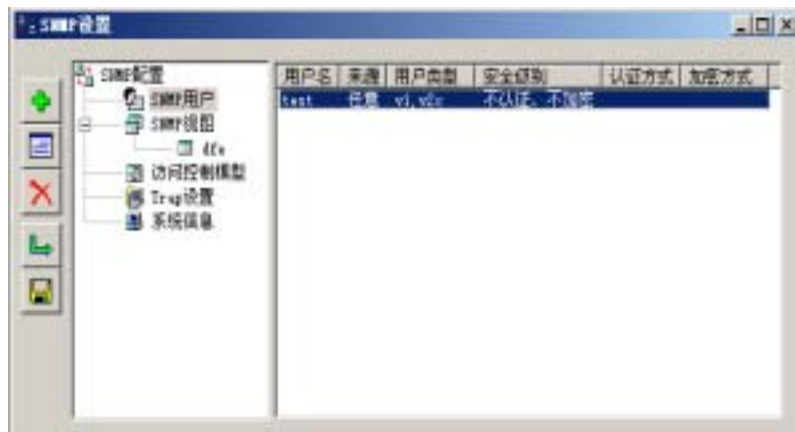 SNMP设置
SNMP配置
SNMP用户
SNMP视图
dfs
访问控制模型
Trap设置
系统信息
用户名 来源 用户类型 安全级别 认证方式 加密方式
test 任意 v1,v2c 不认证、不加密